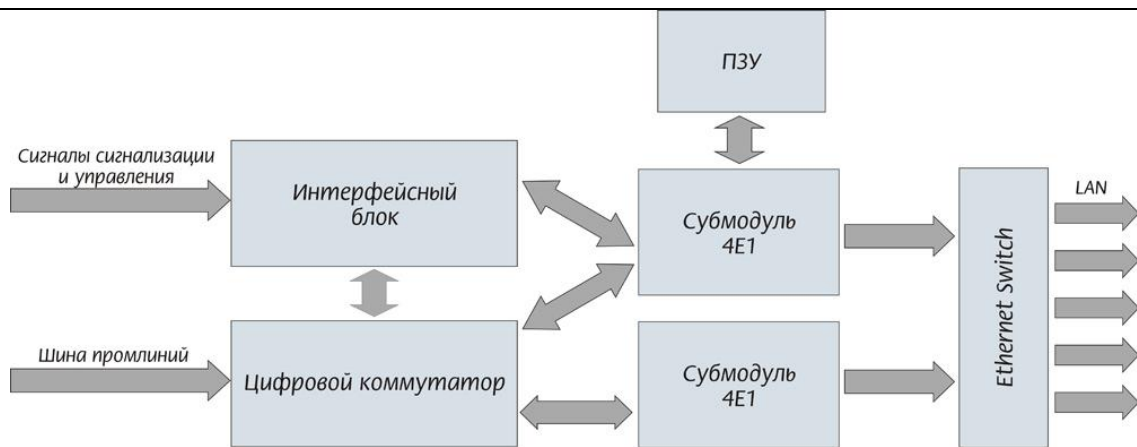 ПЗУ
Сигналы сигнализации
и управления
Интерфейсный
блок
Субмодуль
4E1
LAN
Ethernet Switch
Шина промлиний
Цифровой коммутатор
Субмодуль
4E1